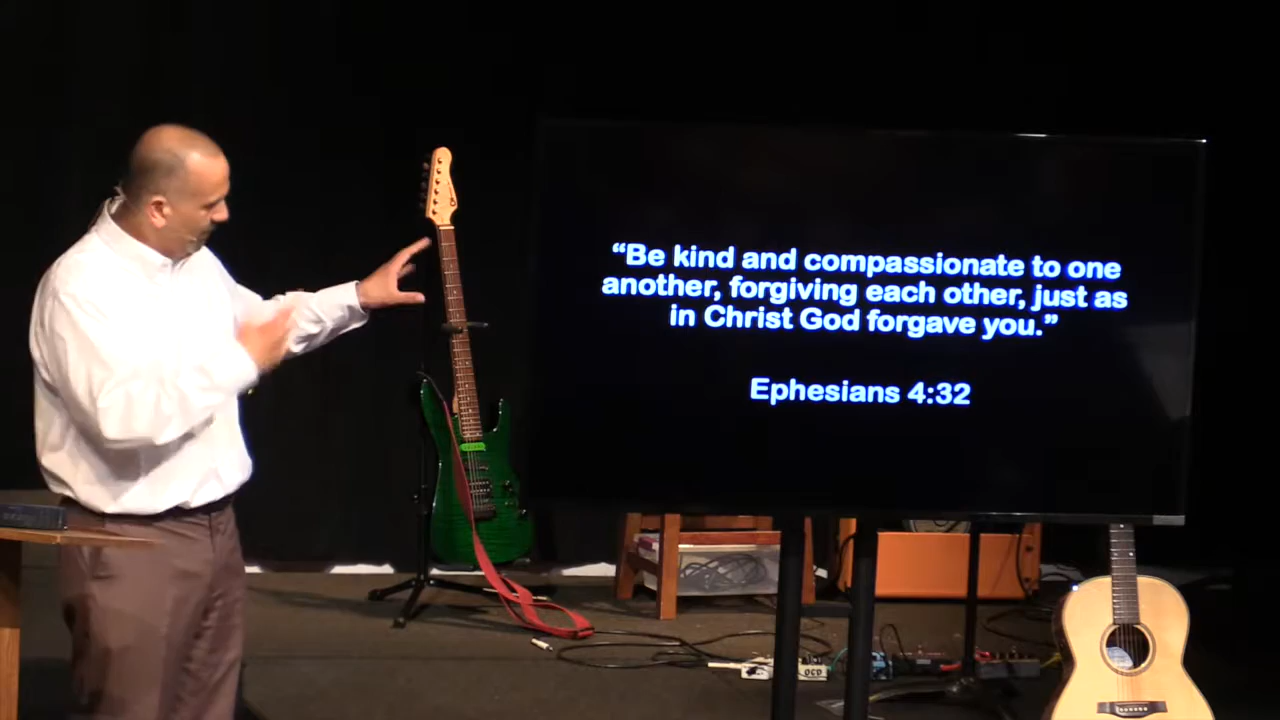 “Be kind and compassionate to one
another, forgiving each other, just as
in Christ God forgave you.”
Ephesians 4:32
OCD